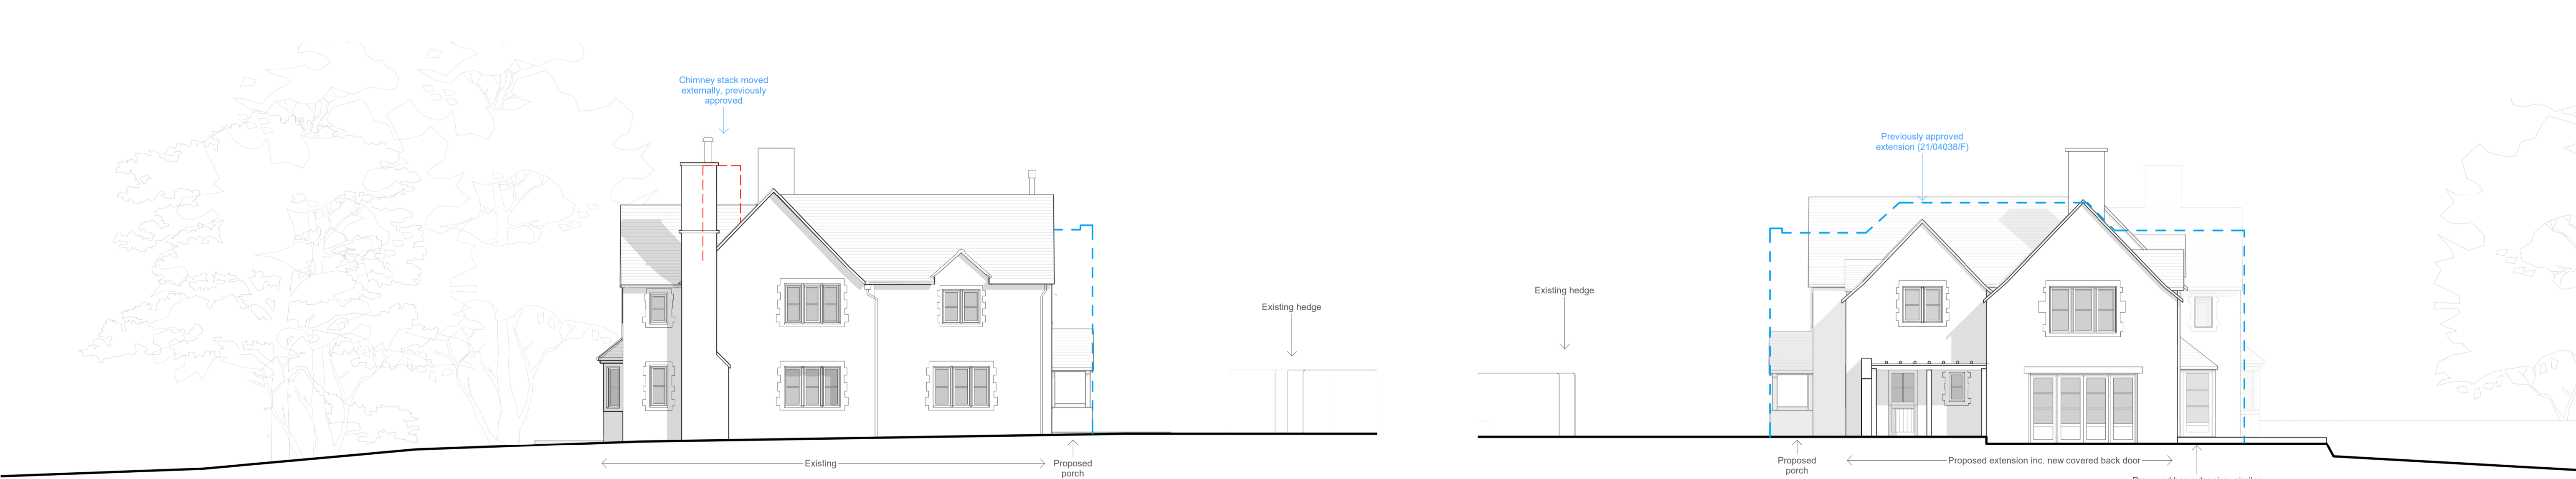 Chimney stack moved
externally, previously
approved
Existing hedge
Existing
Proposed
porch
Previously approved
extension (21/04038/F)
Existing hedge
Proposed
porch
Proposed extension inc. new covered back door